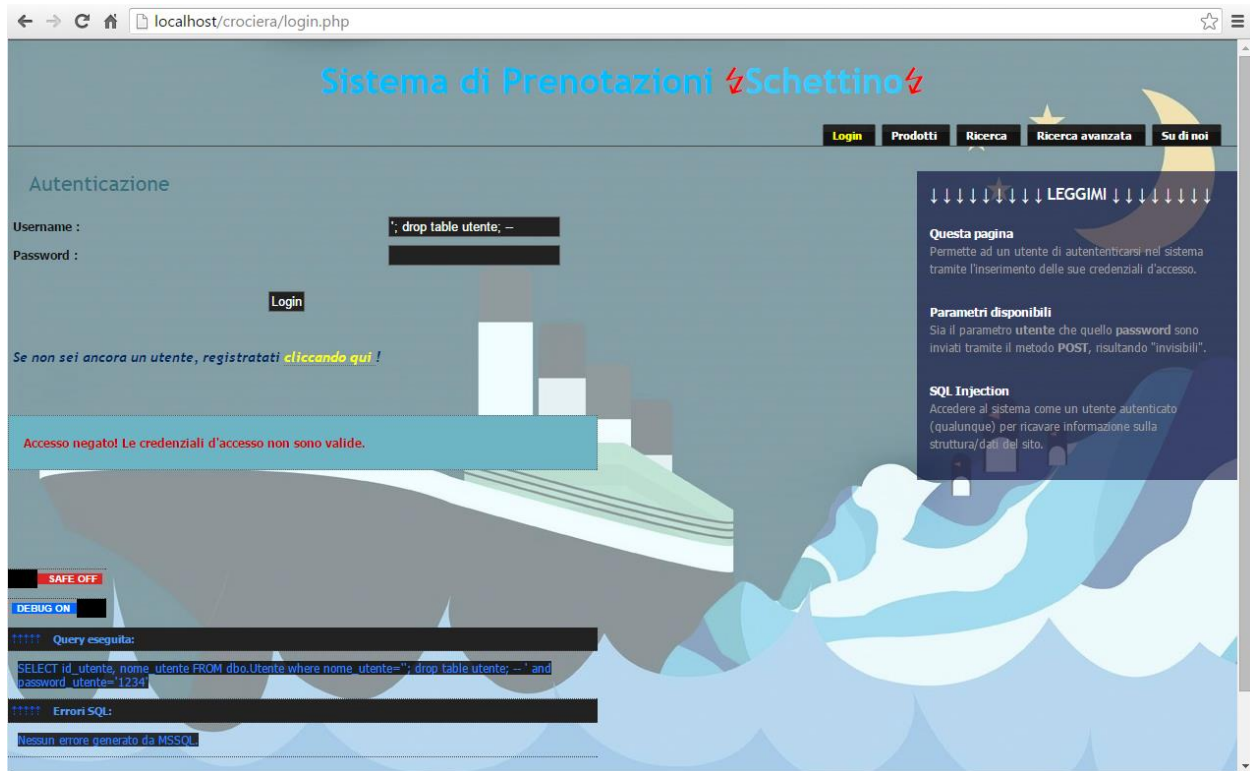 localhost/crociera/login.php
Sistema di Prenotazioni ↯Schettino↯
Login Prodotti Ricerca Ricerca avanzata Su di noi
Autenticazione
Username :
'; drop table utente; --
Password :
Login
Se non sei ancora un utente, registratati cliccando qui !
Accesso negato! Le credenziali d'accesso non sono valide.
↓↓↓↓↓↓↓↓↓ LEGGIMI ↓↓↓↓↓↓↓↓
Questa pagina
Permette ad un utente di autententicarsi nel sistema
tramite l'inserimento delle sue credenziali d'accesso.
Parametri disponibili
Sia il parametro utente che quello password sono
inviati tramite il metodo POST, risultando "invisibili".
SQL Injection
Accedere al sistema come un utente autenticato
(qualunque) per ricavare informazione sulla
struttura/dati del sito.
SAFE OFF
DEBUG ON
↑↑↑↑↑ Query eseguita:
SELECT id_utente, nome_utente FROM dbo.Utente where nome_utente=''; drop table utente; -- ' and
password_utente='1234'
↑↑↑↑↑ Errori SQL:
Nessun errore generato da MSSQL.